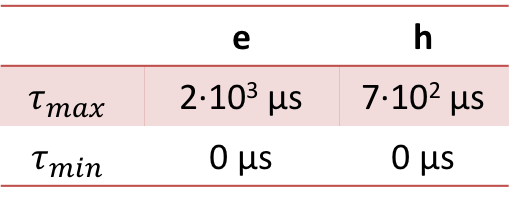 e h
τmax 2·10³ µs 7·10² µs
τmin 0 µs 0 µs